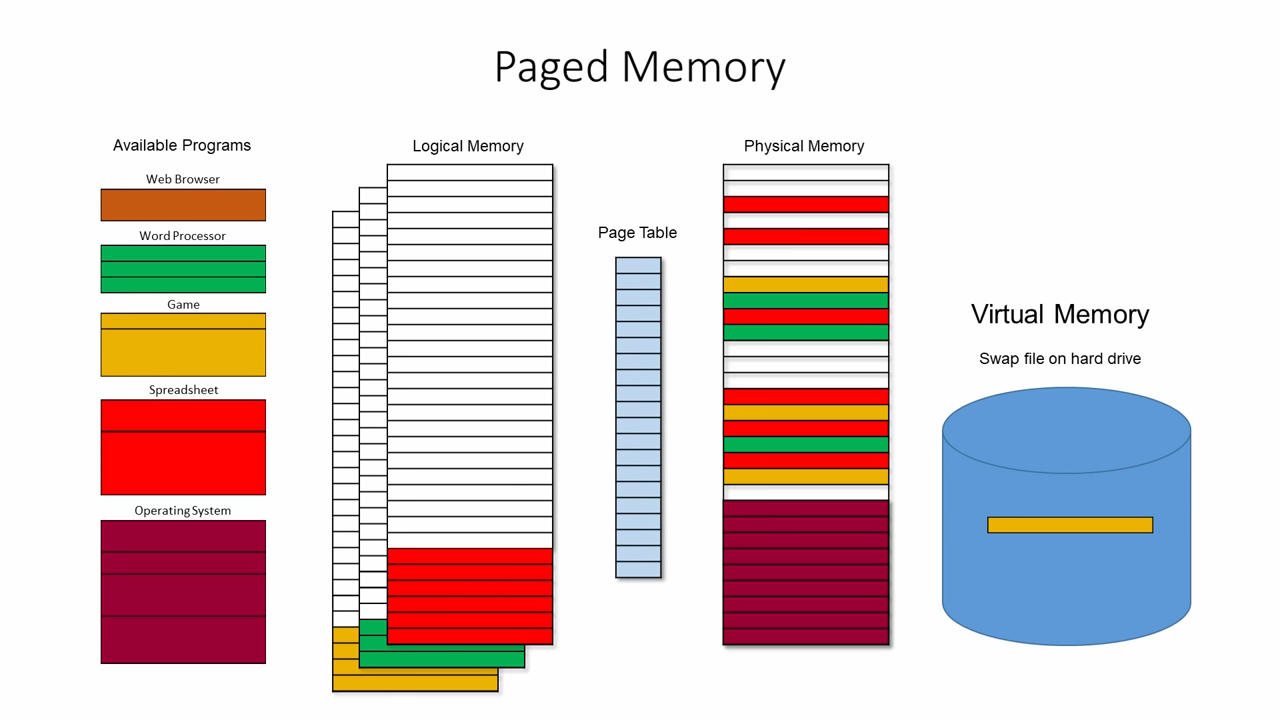 Paged Memory
Available Programs
Web Browser
Word Processor
Game
Spreadsheet
Operating System
Logical Memory
Page Table
Physical Memory
Virtual Memory
Swap file on hard drive